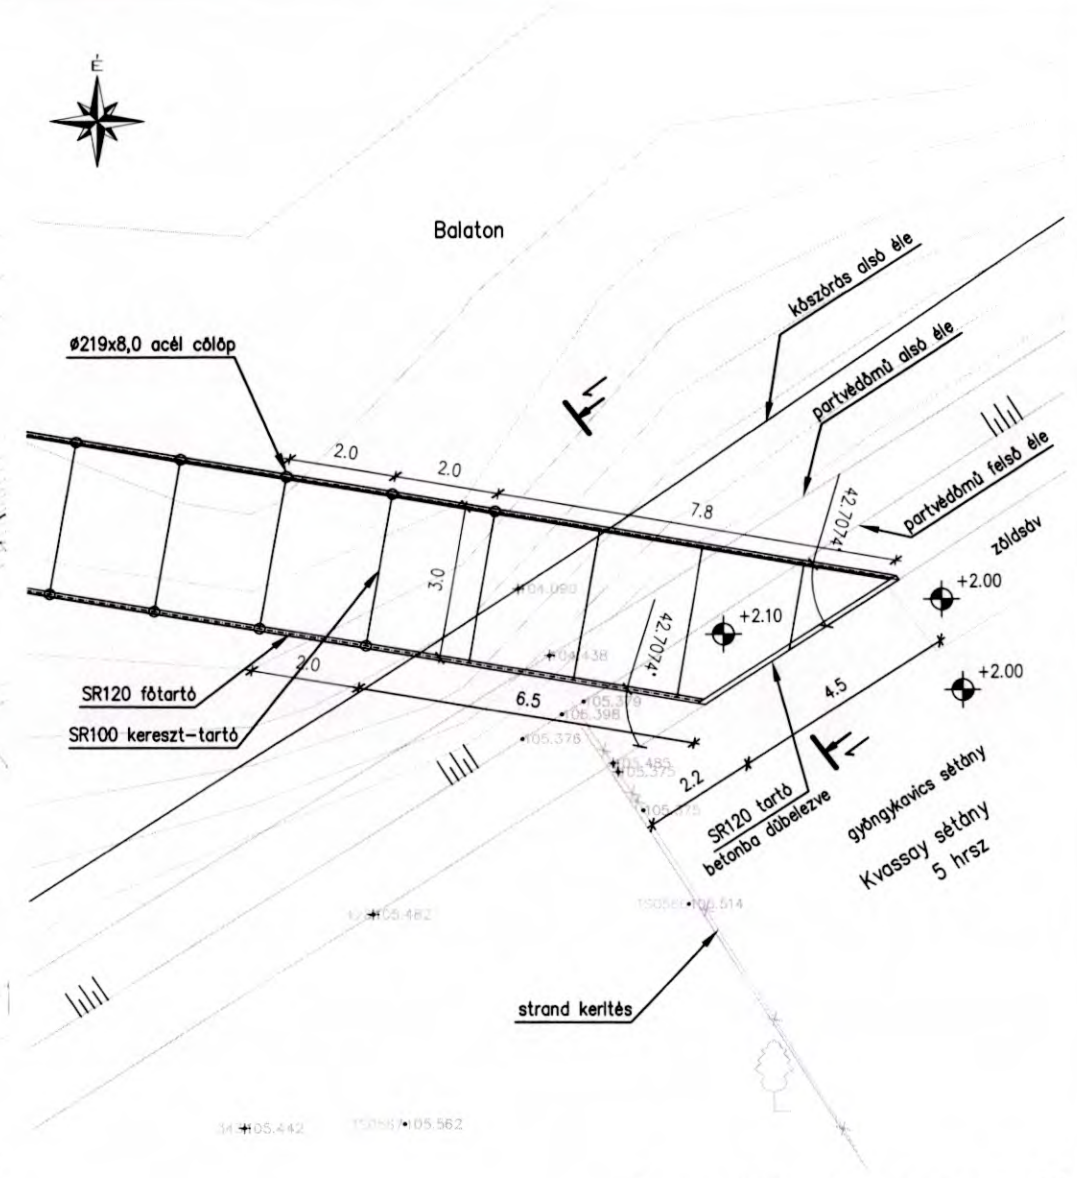 É
Balaton
kőszórás alsó éle
ø219x8,0 acél cölöp
partvédőmű alsó éle
partvédőmű felső éle
2.0
2.0
7.8
42.7074°
zöldsáv
3.0
104.090
+2.00
42.7074°
+2.10
104.438
2.0
SR120 főtartó
6.5
4.5
+2.00
105.379
105.398
SR100 kereszt-tartó
105.376
105.485
105.375
2.2
105.375
SR120 tartó
betonba dűbelezve
gyöngykavics sétány
Kvassay sétány
5 hrsz
105.514
105.482
strand kerítés
105.442
105.562